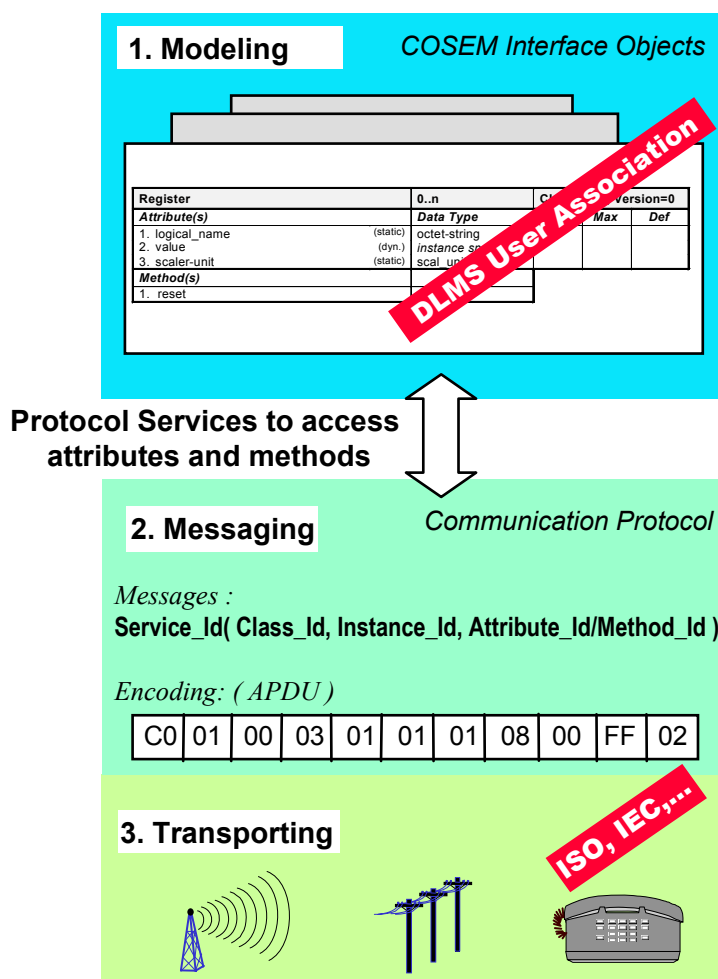 1. Modeling
COSEM Interface Objects
DLMS User Association
Register 0..n ersion=0
Attribute(s) Data Type Max Def
1. logical_name (static) octet-string
2. value (dyn.) instance
3. scaler-unit (static)
Method(s)
1. reset
Protocol Services to access
attributes and methods
2. Messaging
Communication Protocol
Messages :
Service_Id( Class_Id, Instance_Id, Attribute_Id/Method_Id )
Encoding: ( APDU )
C0 01 00 03 01 01 01 08 00 FF 02
3. Transporting
ISO, IEC,...